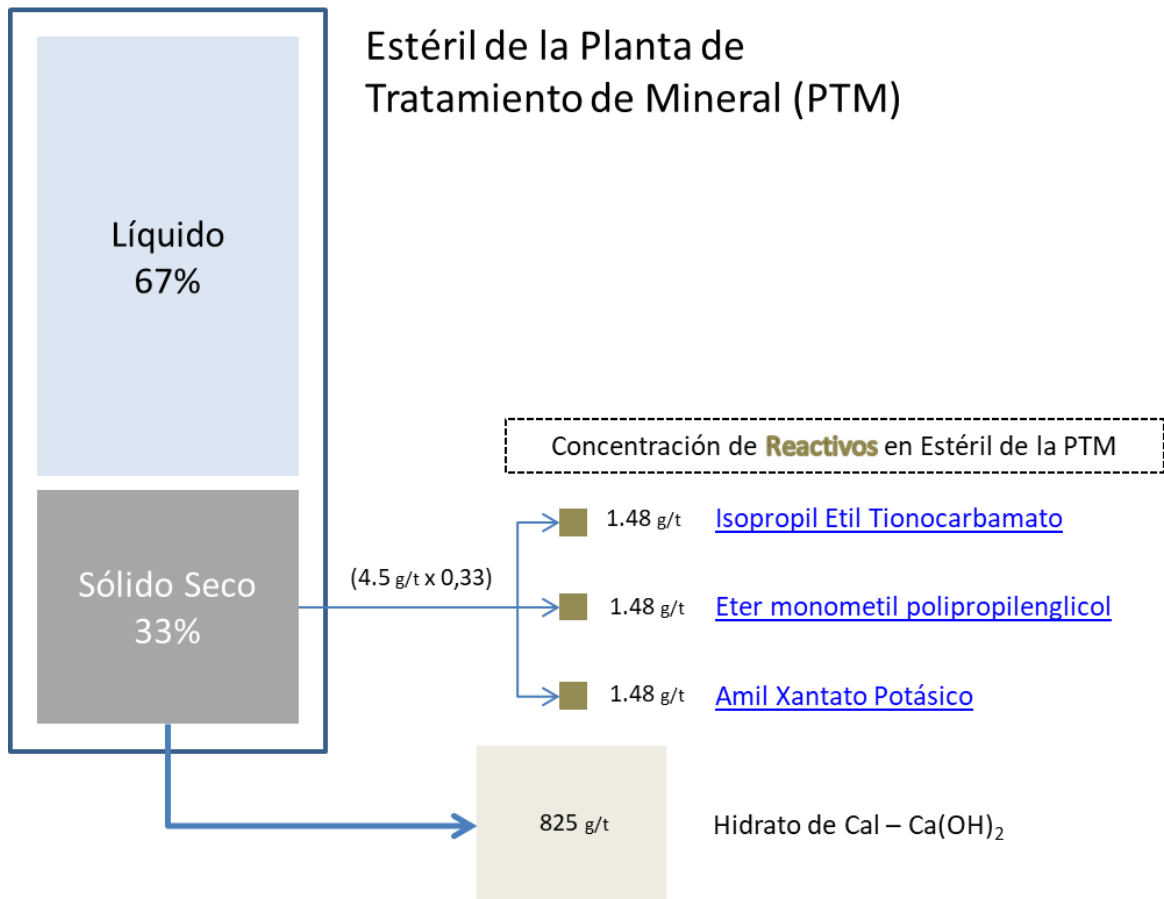 Estéril de la Planta de
Tratamiento de Mineral (PTM)
Líquido
67%
Concentración de Reactivos en Estéril de la PTM
1.48 g/t Isopropil Etil Tionocarbamato
Sólido Seco
33%
(4.5 g/t x 0,33)
1.48 g/t Eter monometil polipropilenglicol
1.48 g/t Amil Xantato Potásico
825 g/t Hidrato de Cal – Ca(OH)₂